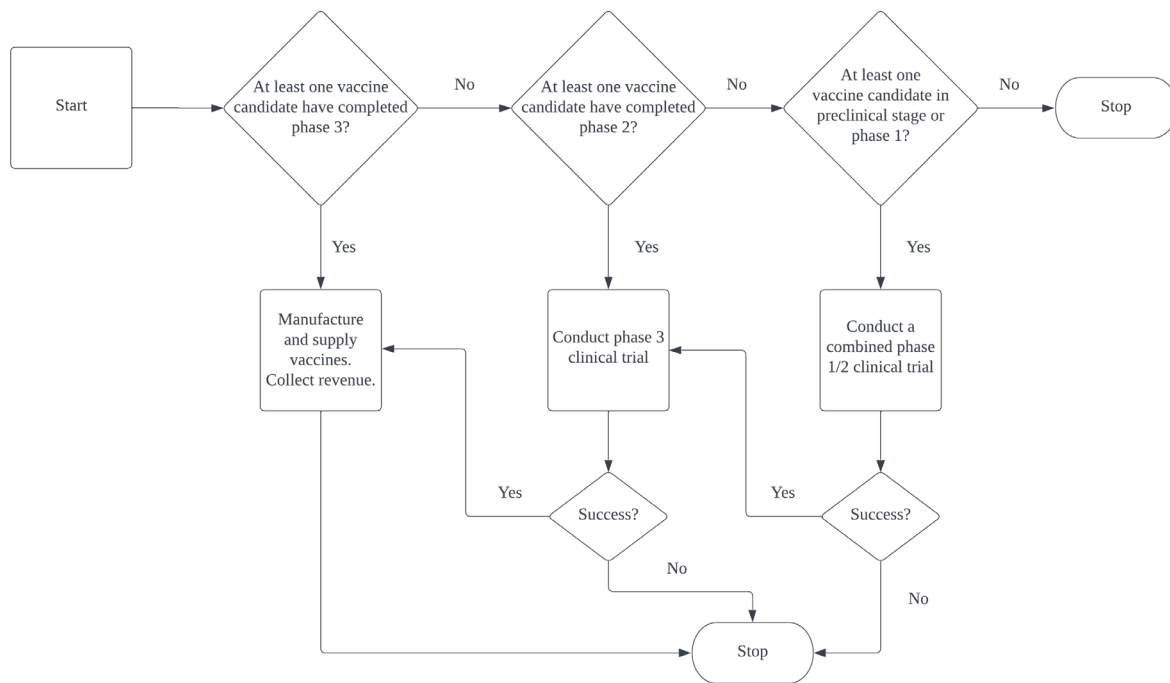 Start
At least one vaccine
candidate have completed
phase 3?
No
At least one vaccine
candidate have completed
phase 2?
No
At least one
vaccine candidate in
preclinical stage or
phase 1?
No
Stop
Yes
Yes
Yes
Manufacture
and supply
vaccines.
Collect revenue.
Conduct phase 3
clinical trial
Conduct a
combined phase
1/2 clinical trial
Yes
Success?
Yes
Success?
No
No
Stop